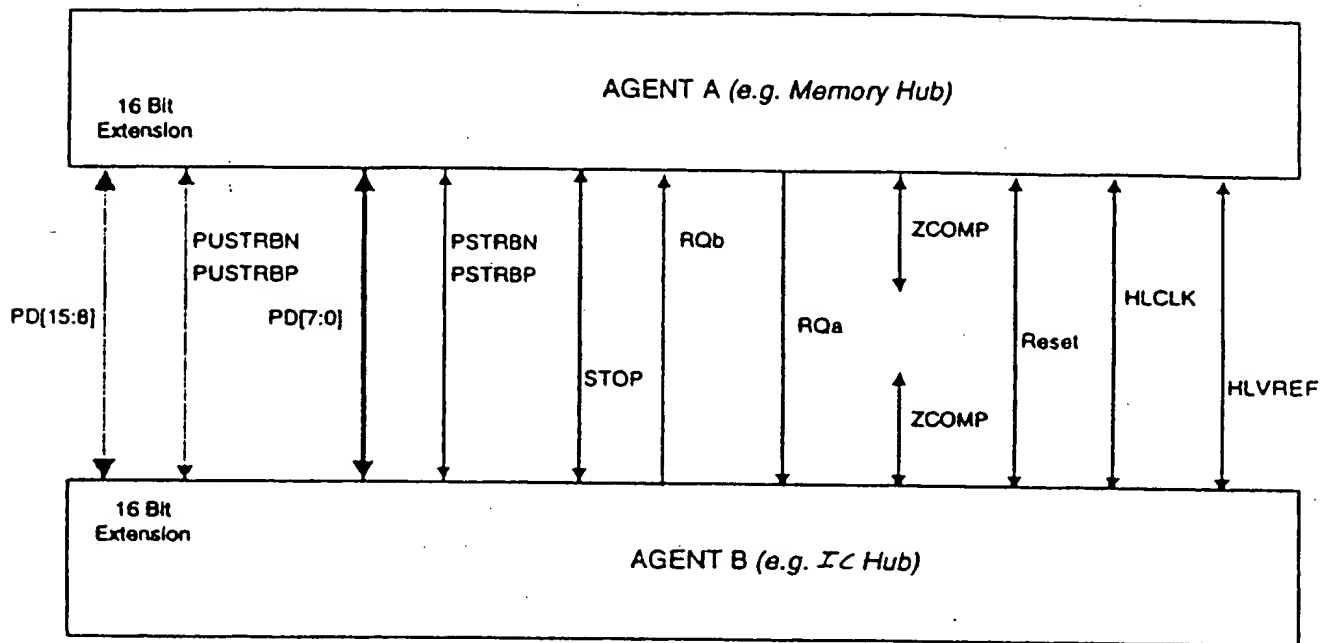 AGENT A (e.g. Memory Hub)
16 Bit
Extension
PUSTRBN
PUSTRBP
PD[15:8]
PD[7:0]
PSTRBN
PSTRBP
STOP
RQb
RQa
ZCOMP
ZCOMP
Reset
HLCLK
HLVREF
16 Bit
Extension
AGENT B (e.g. IC Hub)